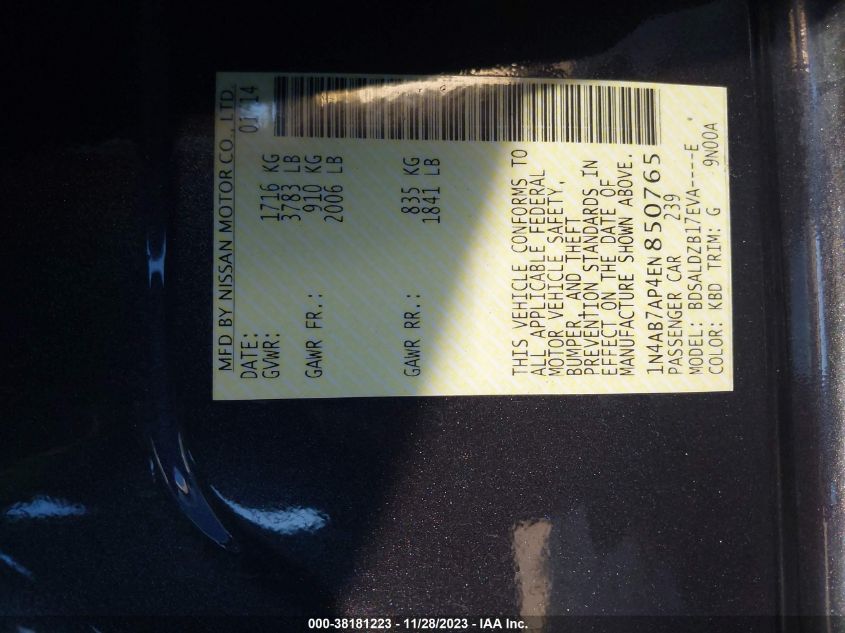 MFD BY NISSAN MOTOR CO., LTD.
DATE: 01/14
GVWR: 1716 KG
3783 LB
GAWR FR.: 910 KG
2006 LB
GAWR RR.: 835 KG
1841 LB
THIS VEHICLE CONFORMS TO
ALL APPLICABLE FEDERAL
MOTOR VEHICLE SAFETY,
BUMPER, AND THEFT
PREVENTION STANDARDS IN
EFFECT ON THE DATE OF
MANUFACTURE SHOWN ABOVE.
1N4AB7AP4EN850765
PASSENGER CAR 239
MODEL: BDSALDZB17EVA----E
COLOR: KBD TRIM: G 9N00A
000-38181223 - 11/28/2023 - IAA Inc.